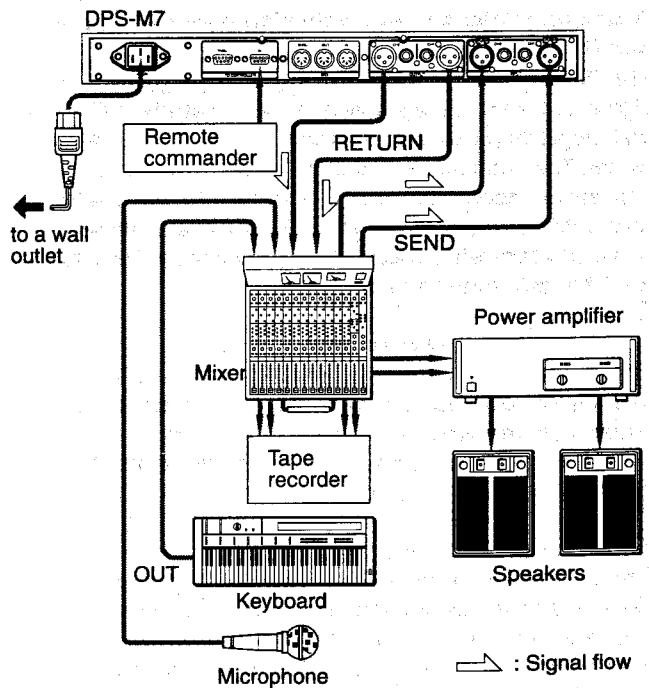 DPS-M7
Remote
commander
RETURN
to a wall
outlet
SEND
Power amplifier
Mixer
Tape
recorder
OUT
Keyboard
Speakers
Microphone
: Signal flow